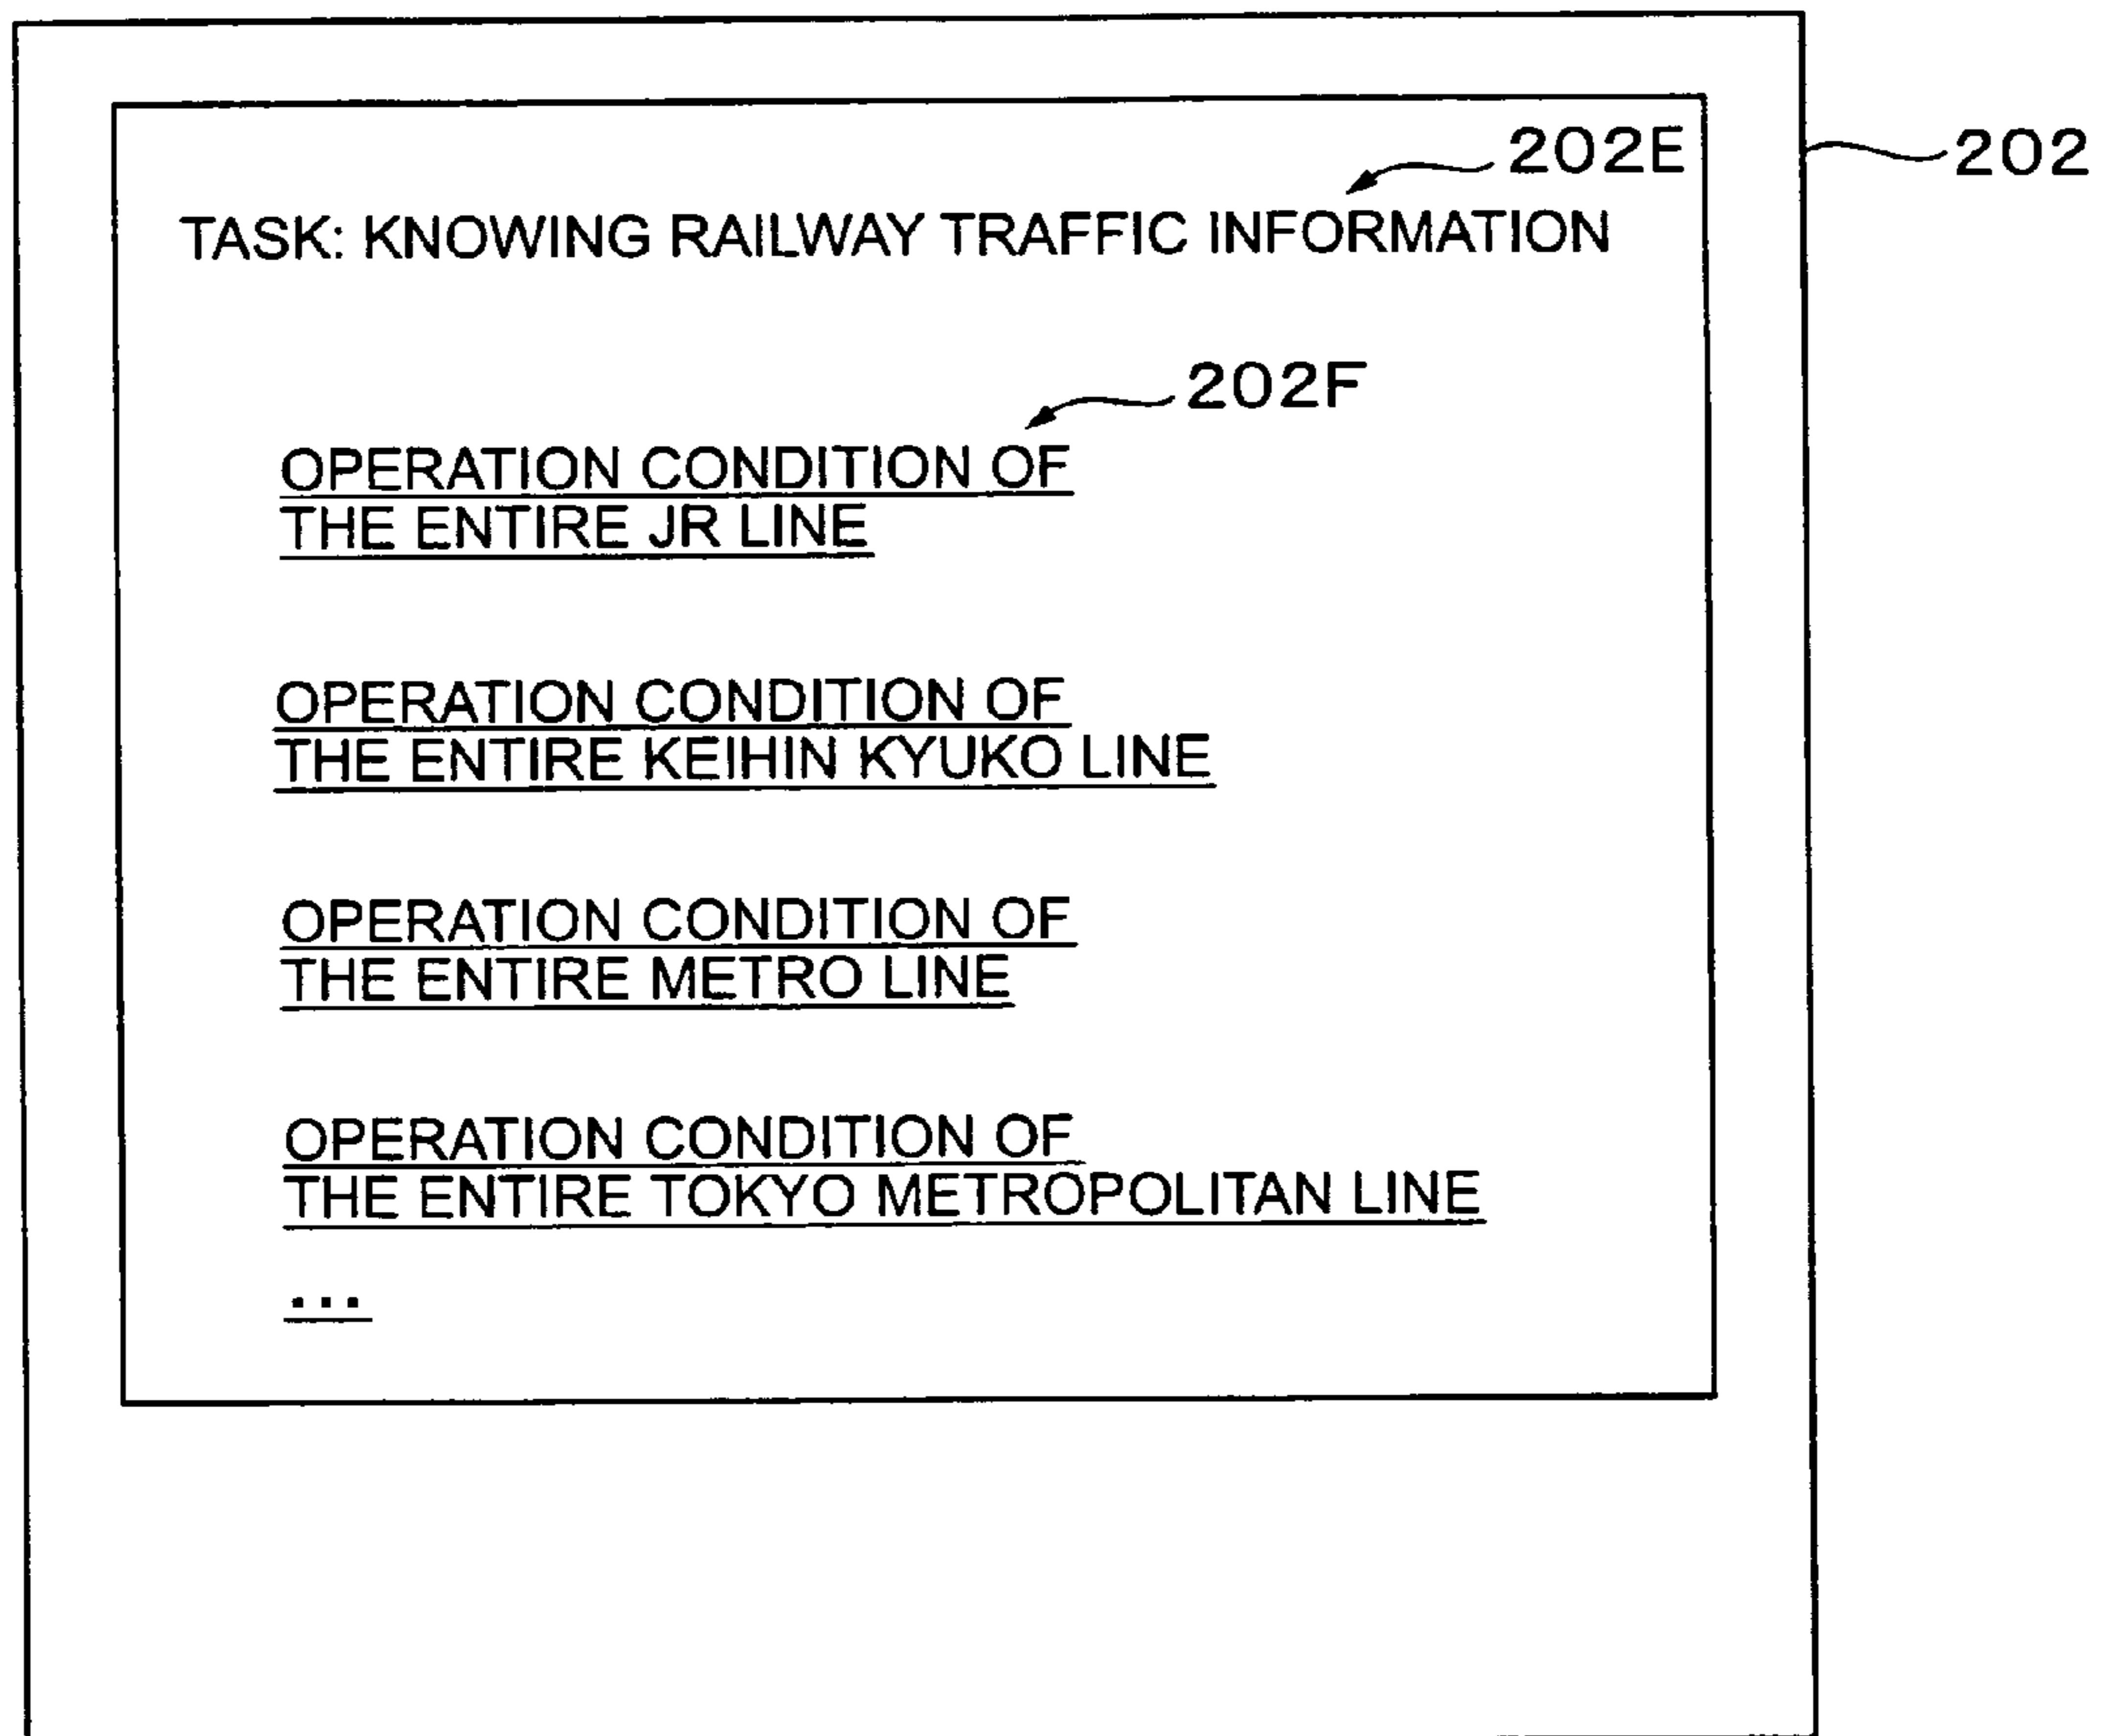 202E
202
TASK: KNOWING RAILWAY TRAFFIC INFORMATION
202F
OPERATION CONDITION OF
THE ENTIRE JR LINE
OPERATION CONDITION OF
THE ENTIRE KEIHIN KYUKO LINE
OPERATION CONDITION OF
THE ENTIRE METRO LINE
OPERATION CONDITION OF
THE ENTIRE TOKYO METROPOLITAN LINE
...